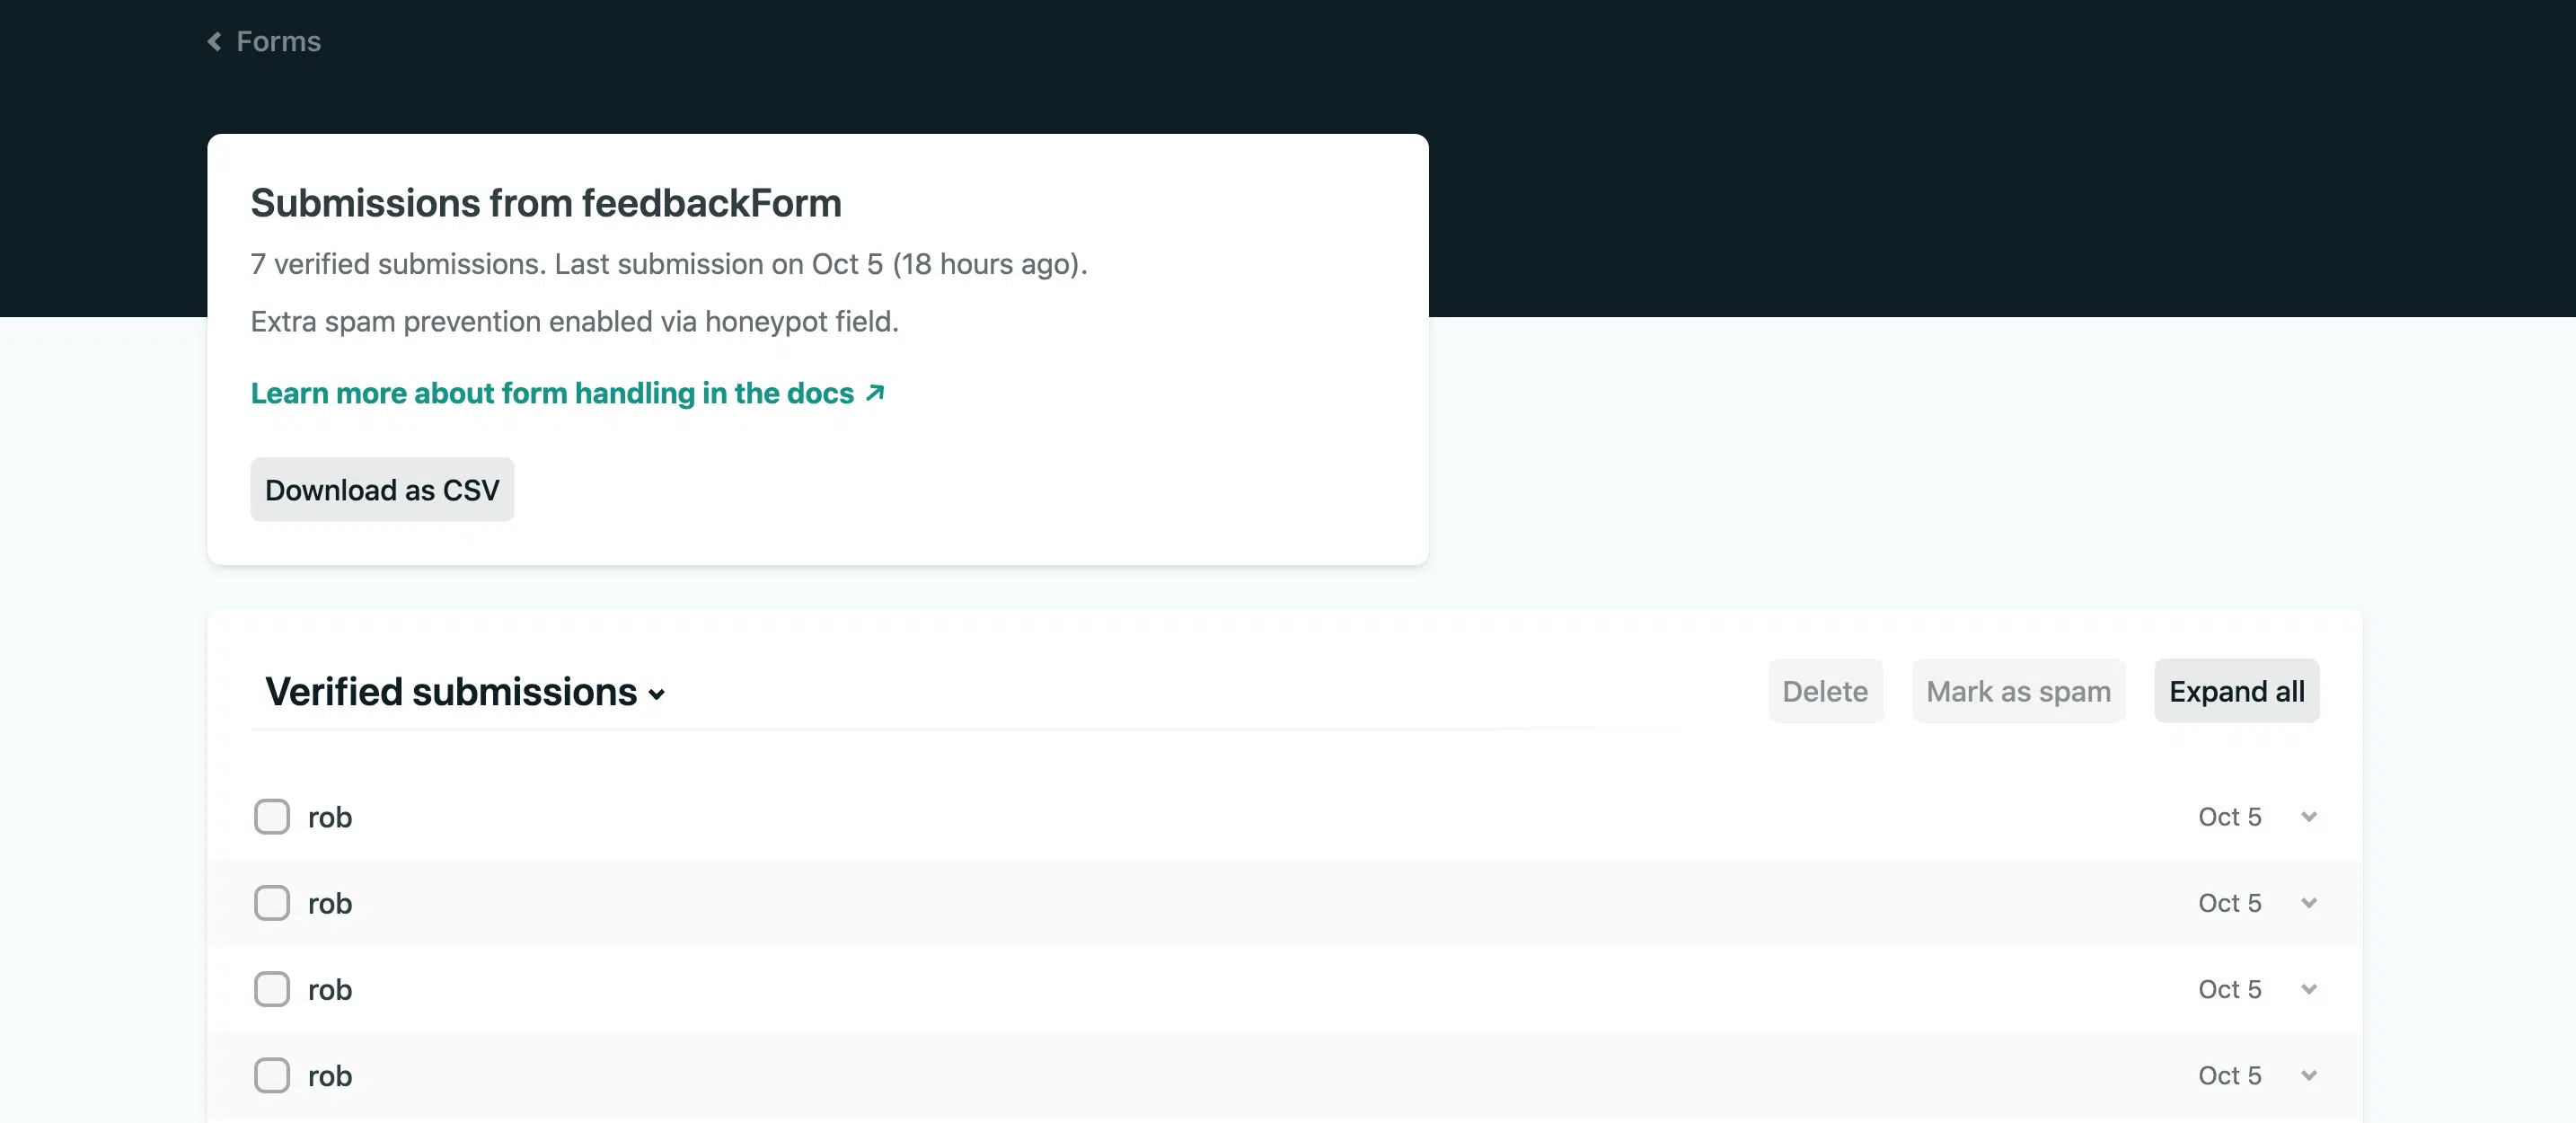 Forms
Submissions from feedbackForm
7 verified submissions. Last submission on Oct 5 (18 hours ago).
Extra spam prevention enabled via honeypot field.
Learn more about form handling in the docs
Download as CSV
Verified submissions
Delete
Mark as spam
Expand all
rob
Oct 5
rob
Oct 5
rob
Oct 5
rob
Oct 5